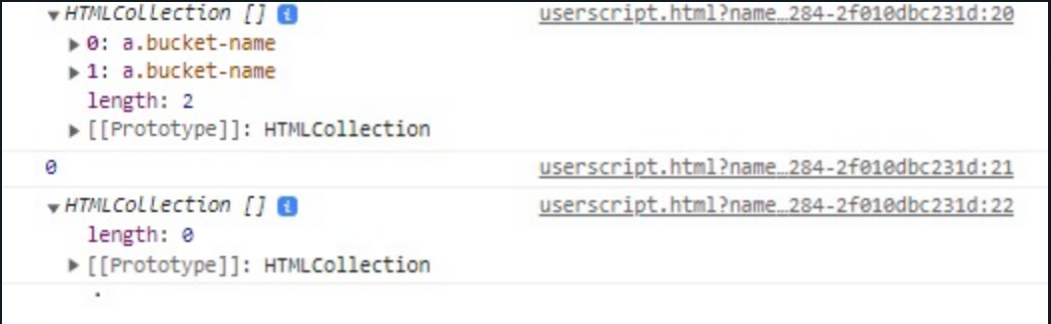 ▼HTMLCollection [] i userscript.html?name…284-2f010dbc231d:20
▶0: a.bucket-name
▶1: a.bucket-name
length: 2
▶[[Prototype]]: HTMLCollection
0 userscript.html?name…284-2f010dbc231d:21
▼HTMLCollection [] i userscript.html?name…284-2f010dbc231d:22
length: 0
▶[[Prototype]]: HTMLCollection